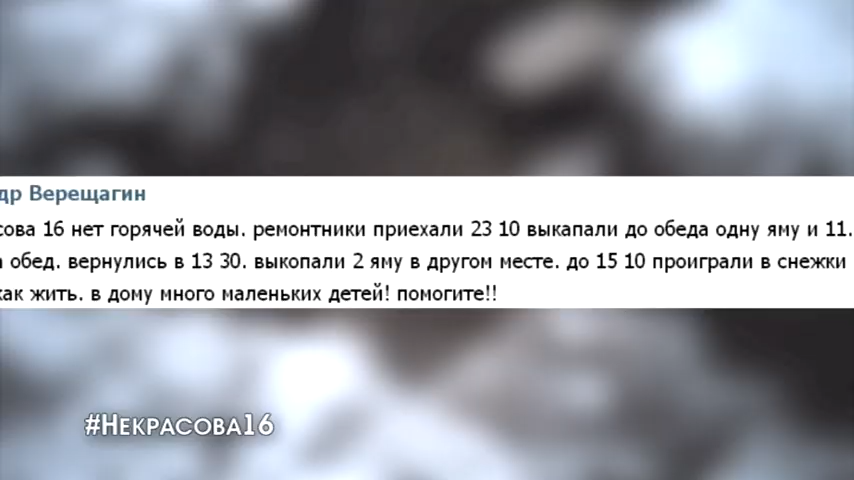 др Верещагин
сова 16 нет горячей воды. ремонтники приехали 23 10 выкапали до обеда одну яму и 11.
обед. вернулись в 13 30. выкопали 2 яму в другом месте. до 15 10 проиграли в снежки
как жить. в дому много маленьких детей! помогите!!
#Некрасова16